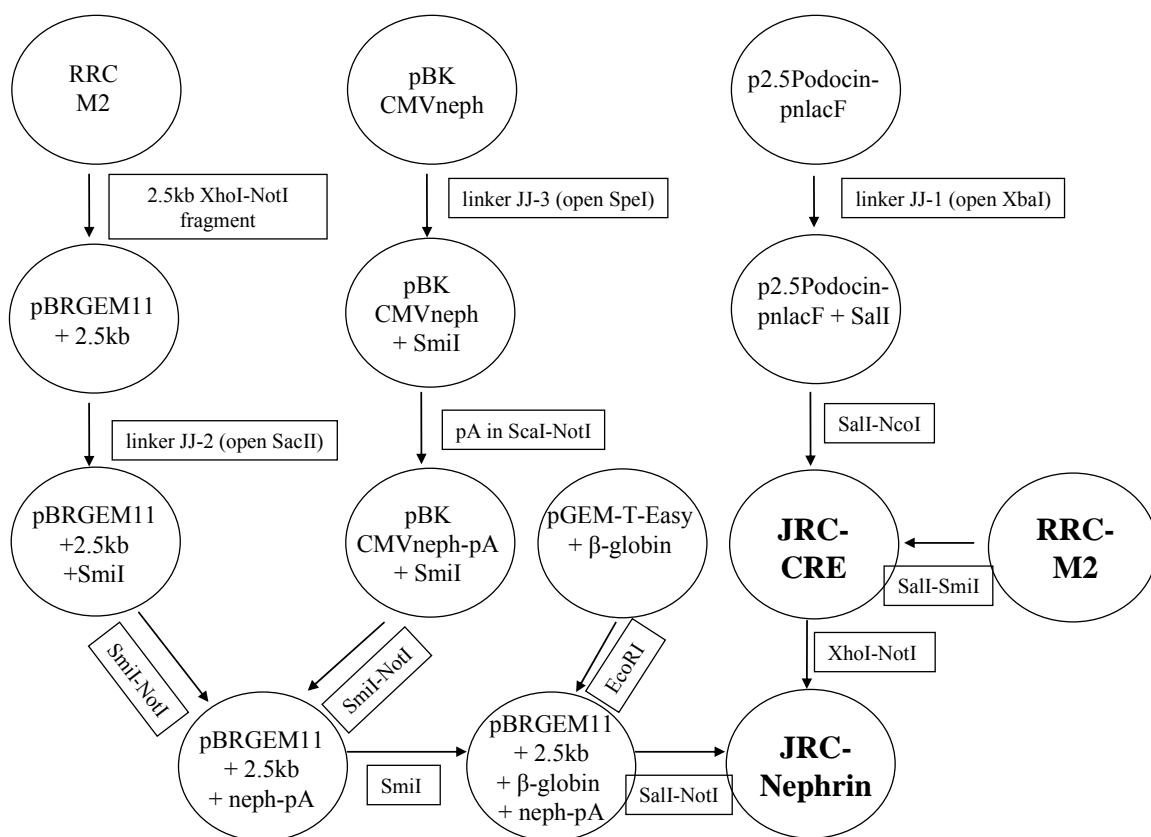 RRC
M2
pBK
CMVneph
p2.5Podocin-
pnlacF
2.5kb XhoI-NotI
fragment
linker JJ-3 (open SpeI)
linker JJ-1 (open XbaI)
pBRGEM11
+ 2.5kb
pBK
CMVneph
+ SmiI
p2.5Podocin-
pnlacF + SalI
linker JJ-2 (open SacII)
pA in ScaI-NotI
SalI-NcoI
pBRGEM11
+2.5kb
+SmiI
pBK
CMVneph-pA
+ SmiI
pGEM-T-Easy
+ β-globin
JRC-
CRE
RRC-
M2
SalI-SmiI
SmiI-NotI
SmiI-NotI
EcoRI
XhoI-NotI
pBRGEM11
+ 2.5kb
+ neph-pA
SmiI
pBRGEM11
+ 2.5kb
+ β-globin
+ neph-pA
SalI-NotI
JRC-
Nephrin